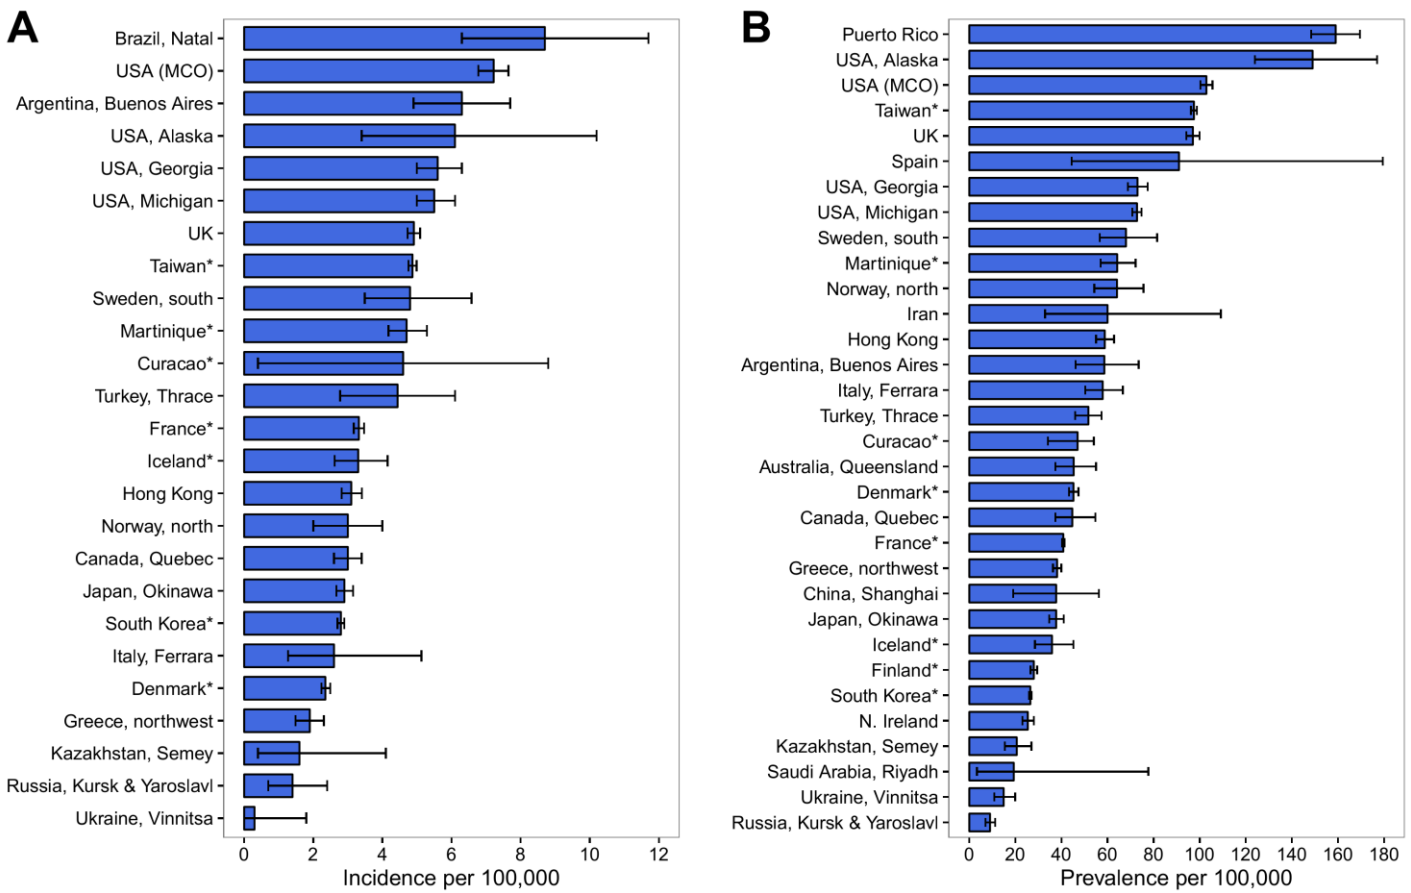 A
Brazil, Natal
USA (MCO)
Argentina, Buenos Aires
USA, Alaska
USA, Georgia
USA, Michigan
UK
Taiwan*
Sweden, south
Martinique*
Curacao*
Turkey, Thrace
France*
Iceland*
Hong Kong
Norway, north
Canada, Quebec
Japan, Okinawa
South Korea*
Italy, Ferrara
Denmark*
Greece, northwest
Kazakhstan, Semey
Russia, Kursk & Yaroslavl
Ukraine, Vinnitsa
0 2 4 6 8 10 12
Incidence per 100,000
B
Puerto Rico
USA, Alaska
USA (MCO)
Taiwan*
UK
Spain
USA, Georgia
USA, Michigan
Sweden, south
Martinique*
Norway, north
Iran
Hong Kong
Argentina, Buenos Aires
Italy, Ferrara
Turkey, Thrace
Curacao*
Australia, Queensland
Denmark*
Canada, Quebec
France*
Greece, northwest
China, Shanghai
Japan, Okinawa
Iceland*
Finland*
South Korea*
N. Ireland
Kazakhstan, Semey
Saudi Arabia, Riyadh
Ukraine, Vinnitsa
Russia, Kursk & Yaroslavl
0 20 40 60 80 100 120 140 160 180
Prevalence per 100,000